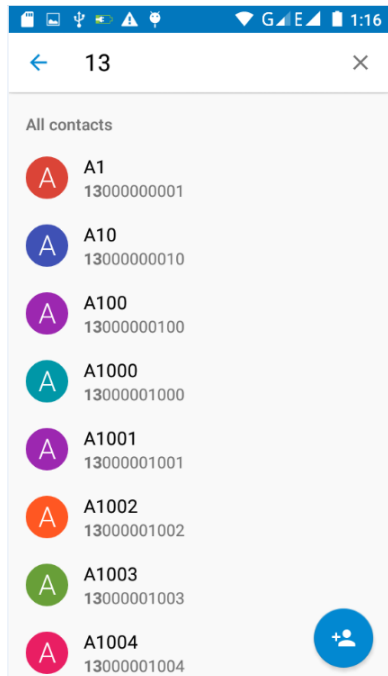 G E 1:16
13
All contacts
A A1
13000000001
A A10
13000000010
A A100
13000000100
A A1000
13000001000
A A1001
13000001001
A A1002
13000001002
A A1003
13000001003
A A1004
13000001004